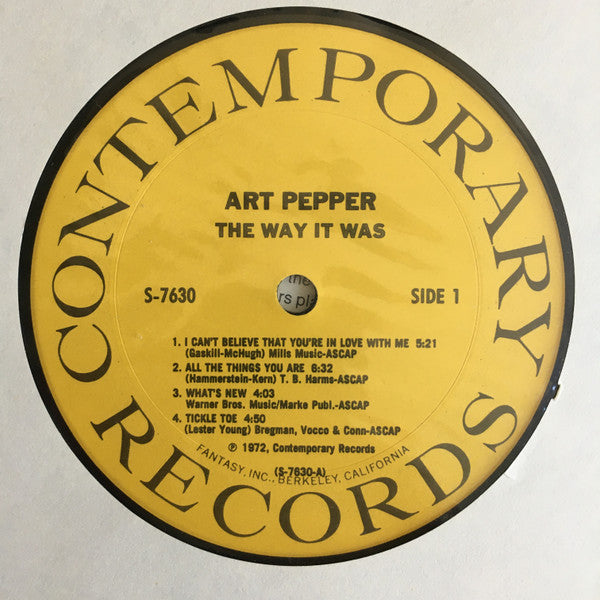 CONTEMPORARY RECORDS
ART PEPPER
THE WAY IT WAS
S-7630
SIDE 1
the
rs pl
1. I CAN'T BELIEVE THAT YOU'RE IN LOVE WITH ME 5:21
(Gaskill-McHugh) Mills Music-ASCAP
2. ALL THE THINGS YOU ARE 6:32
(Hammerstein-Kern) T. B. Harms-ASCAP
3. WHAT'S NEW 4:03
Warner Bros. Music/Marke Publ.-ASCAP
4. TICKLE TOE 4:50
(Lester Young) Bregman, Vocco & Conn-ASCAP
℗ 1972, Contemporary Records
(S-7630-A)
FANTASY, INC., BERKELEY, CALIFORNIA